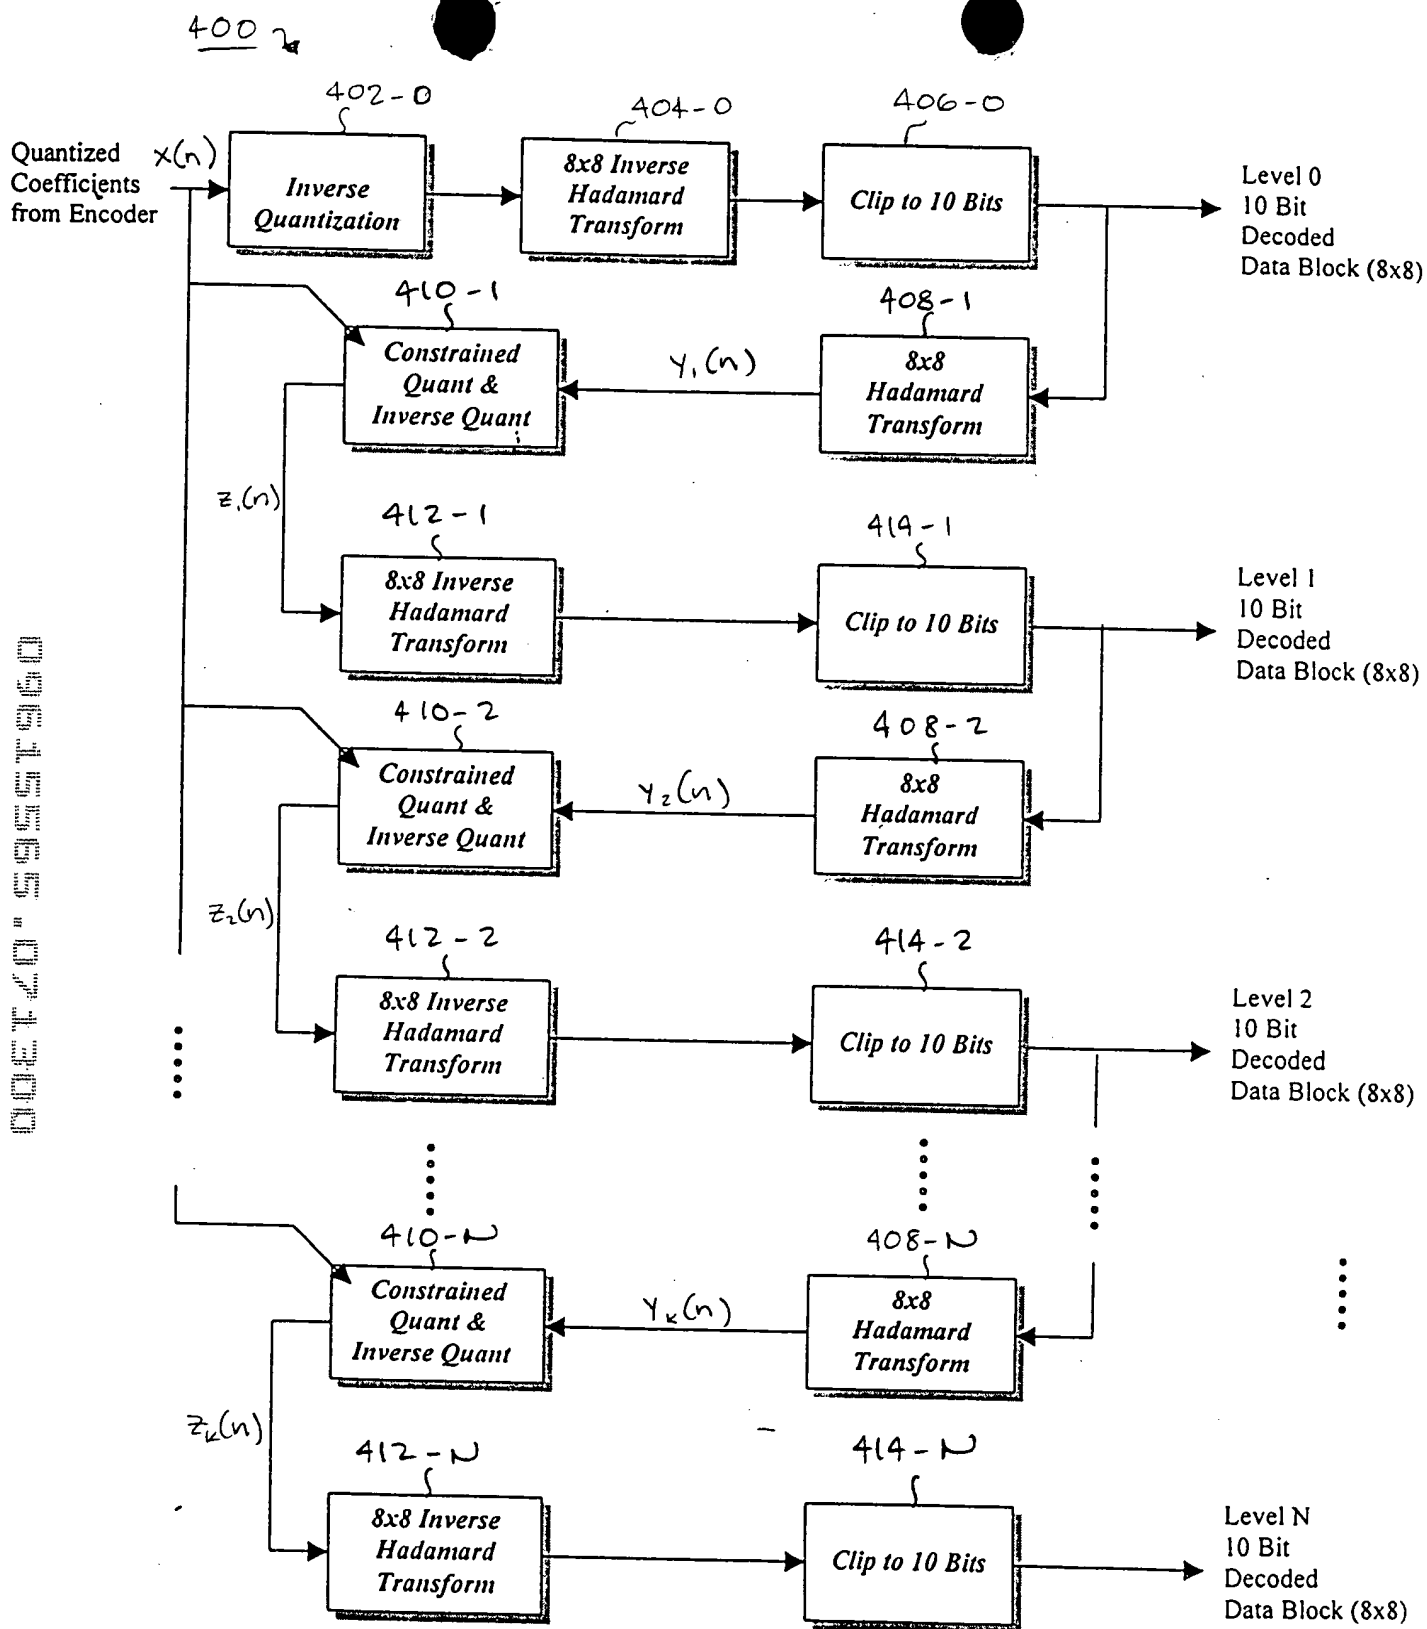 400
402-0
404-0
406-0
Quantized
Coefficients
from Encoder
x(n)
Inverse
Quantization
8x8 Inverse
Hadamard
Transform
Clip to 10 Bits
Level 0
10 Bit
Decoded
Data Block (8x8)
410-1
408-1
Constrained
Quant &
Inverse Quant
y₁(n)
8x8
Hadamard
Transform
z₁(n)
412-1
414-1
8x8 Inverse
Hadamard
Transform
Clip to 10 Bits
Level 1
10 Bit
Decoded
Data Block (8x8)
410-2
408-2
Constrained
Quant &
Inverse Quant
y₂(n)
8x8
Hadamard
Transform
z₂(n)
412-2
414-2
8x8 Inverse
Hadamard
Transform
Clip to 10 Bits
Level 2
10 Bit
Decoded
Data Block (8x8)
410-N
408-N
Constrained
Quant &
Inverse Quant
yₖ(n)
8x8
Hadamard
Transform
zₖ(n)
412-N
414-N
8x8 Inverse
Hadamard
Transform
Clip to 10 Bits
Level N
10 Bit
Decoded
Data Block (8x8)
09615565.071300